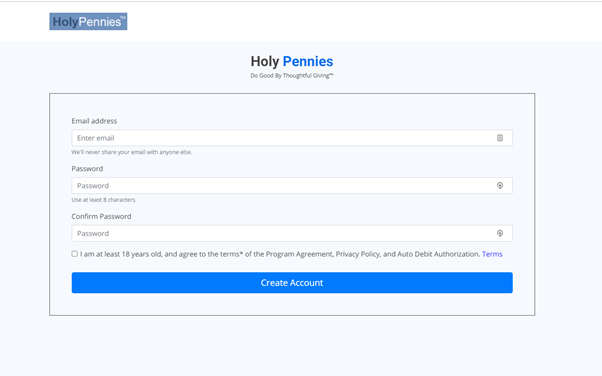 HolyPennies™
Holy Pennies
Do Good By Thoughtful Giving™
Email address
Enter email
We'll never share your email with anyone else.
Password
Password
Use at least 8 characters.
Confirm Password
Password
I am at least 18 years old, and agree to the terms* of the Program Agreement, Privacy Policy, and Auto Debit Authorization. Terms
Create Account